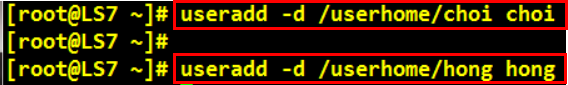 [root@LS7 ~]# useradd -d /userhome/choi choi
[root@LS7 ~]#
[root@LS7 ~]# useradd -d /userhome/hong hong